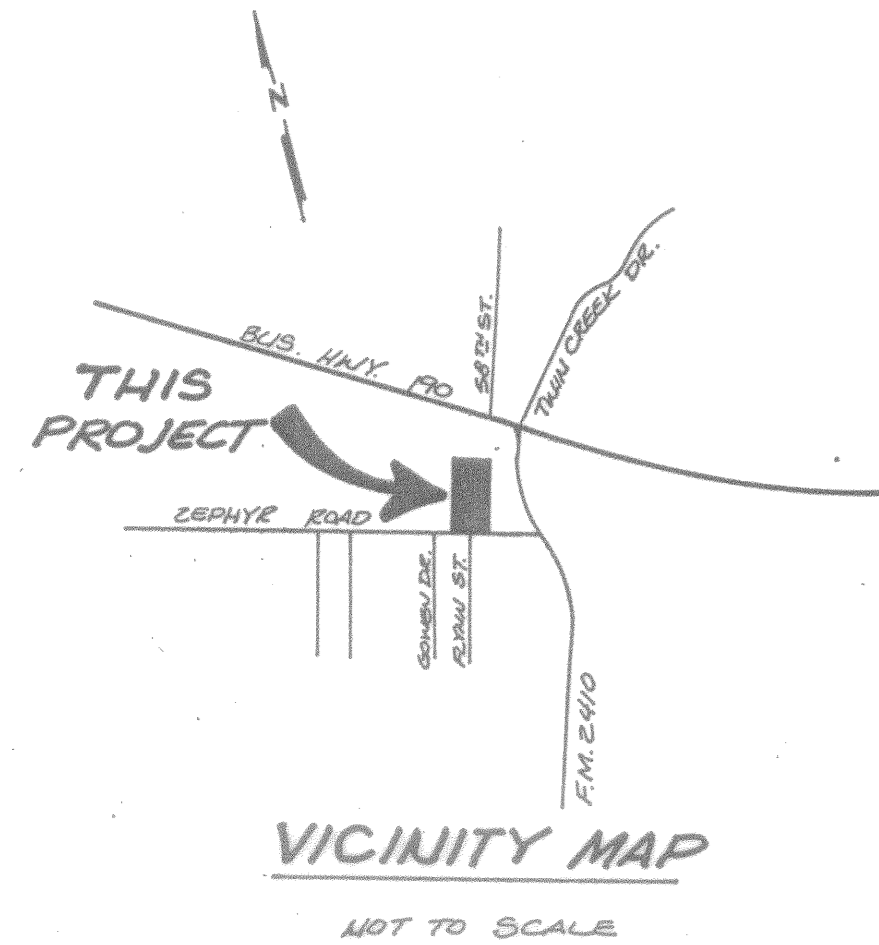 N
58TH ST.
TWIN CREEK DR.
BUS. HWY. 190
THIS
PROJECT
ZEPHYR ROAD
GOWEN DR.
FLYNN ST.
F.M. 2410
VICINITY MAP
NOT TO SCALE